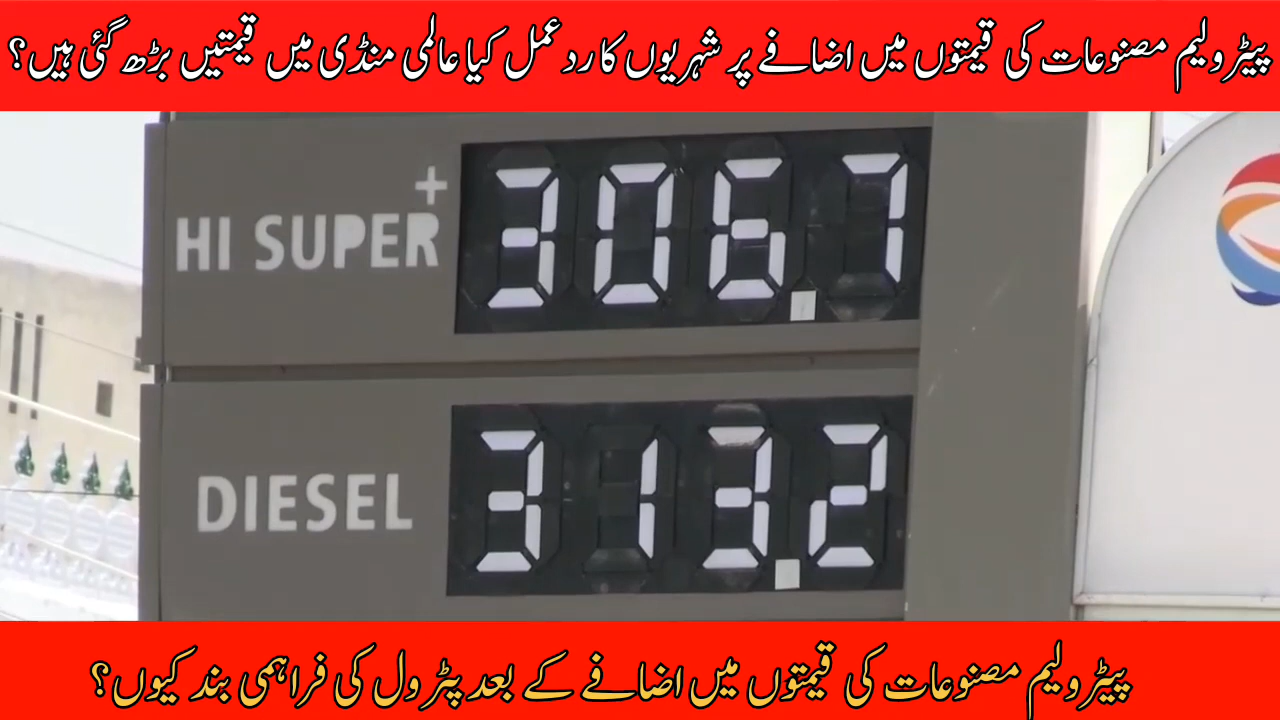 پیٹرولیم مصنوعات کی قیمتوں میں اضافے پر شہریوں کا ردعمل کیا عالمی منڈی میں قیمتیں بڑھ گئی ہیں؟
HI SUPER+ 306.7
DIESEL 313.2
پیٹرولیم مصنوعات کی قیمتوں میں اضافے کے بعد پٹرول کی فراہمی بند کیوں؟